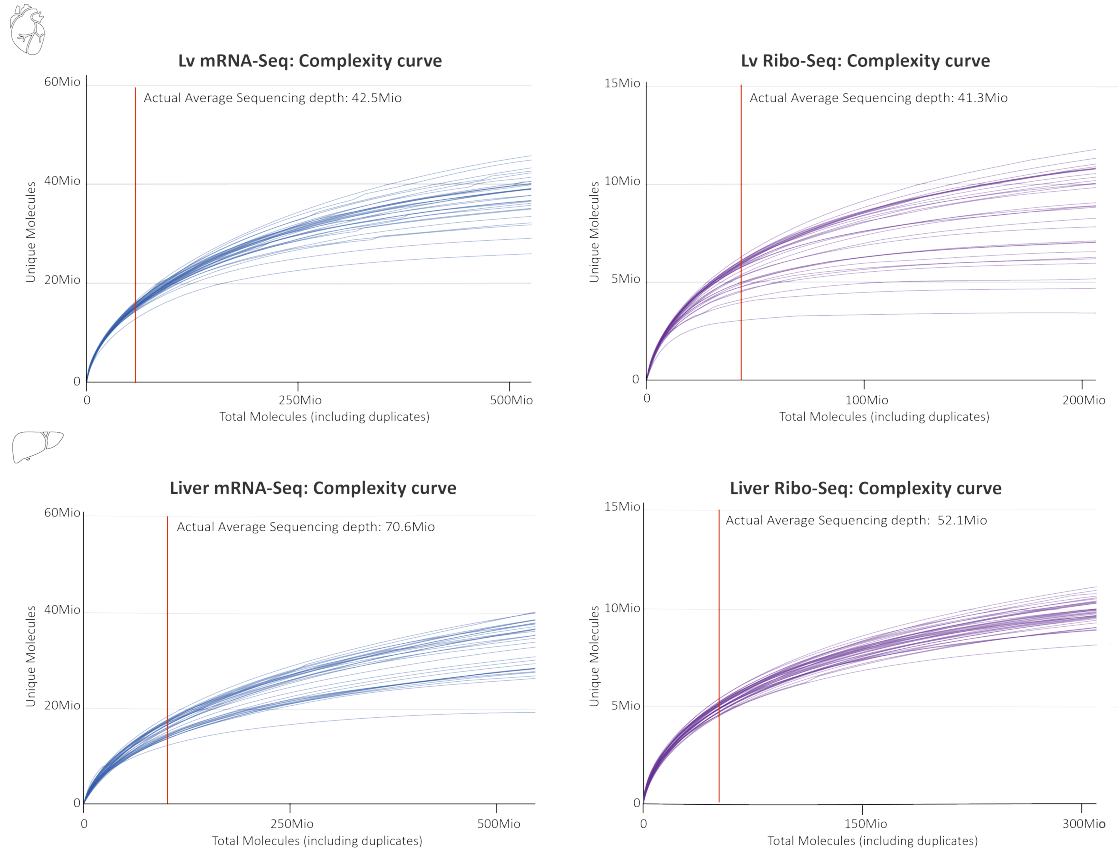 Lv mRNA-Seq: Complexity curve
60Mio
Actual Average Sequencing depth: 42.5Mio
40Mio
Unique Molecules
20Mio
0
0
250Mio
500Mio
Total Molecules (including duplicates)
Lv Ribo-Seq: Complexity curve
15Mio
Actual Average Sequencing depth: 41.3Mio
10Mio
Unique Molecules
5Mio
0
0
100Mio
200Mio
Total Molecules (including duplicates)
Liver mRNA-Seq: Complexity curve
60Mio
Actual Average Sequencing depth: 70.6Mio
40Mio
Unique Molecules
20Mio
0
0
250Mio
500Mio
Total Molecules (including duplicates)
Liver Ribo-Seq: Complexity curve
15Mio
Actual Average Sequencing depth: 52.1Mio
10Mio
Unique Molecules
5Mio
0
0
150Mio
300Mio
Total Molecules (including duplicates)